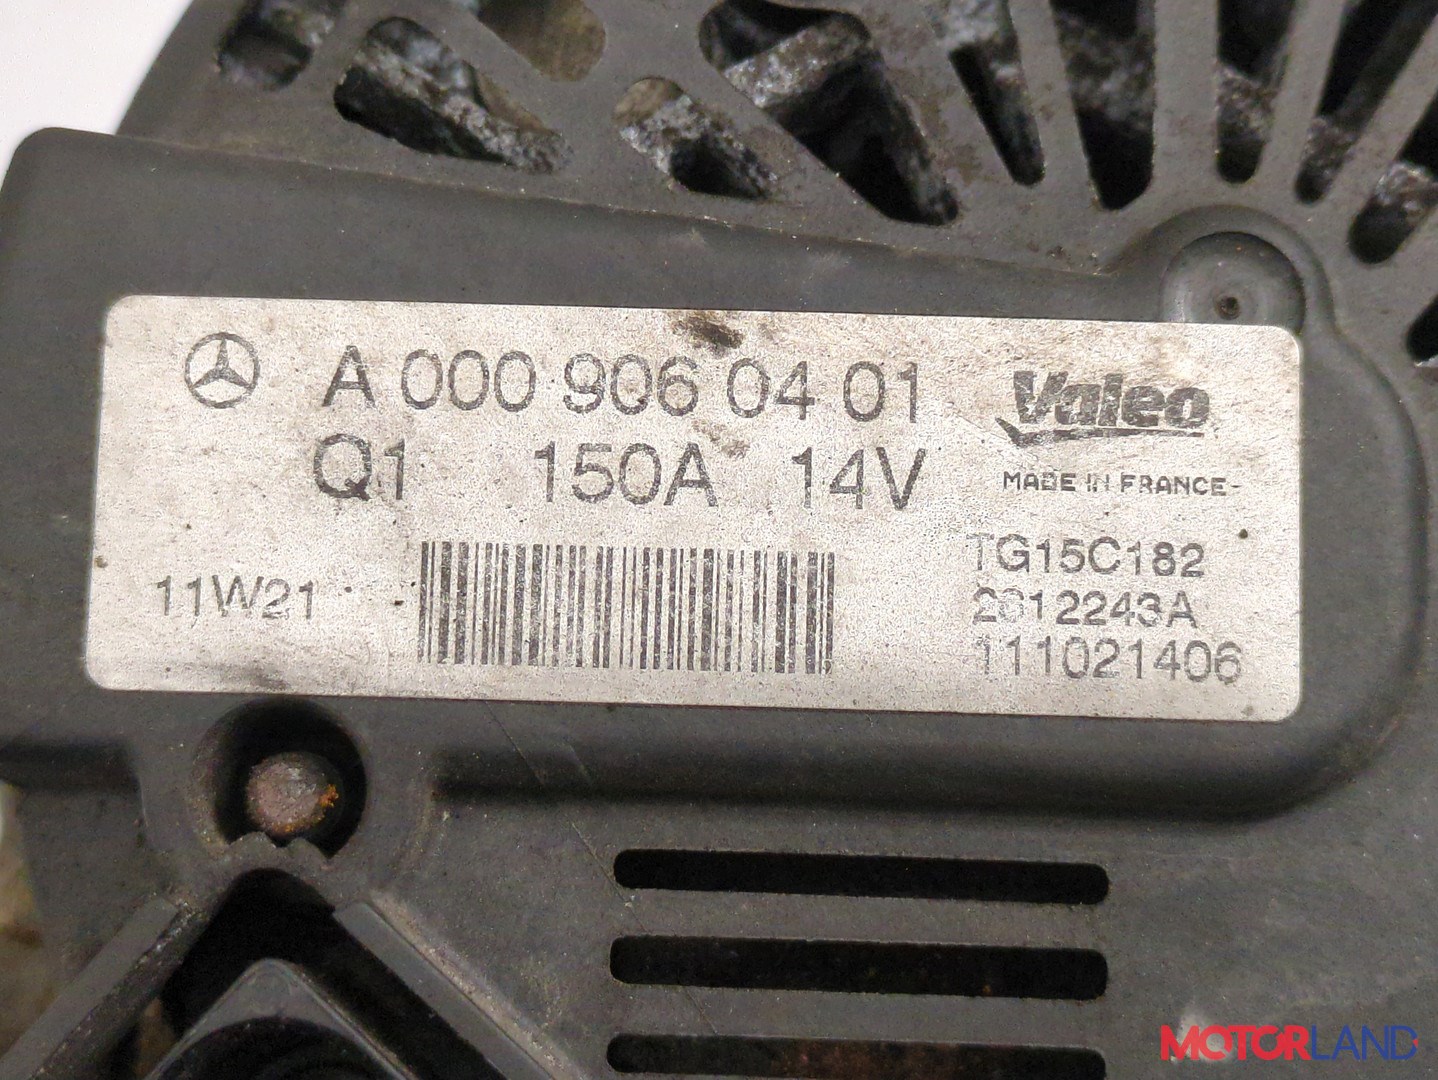 A 000 906 04 01
Valeo
Q1 150A 14V
MADE IN FRANCE
TG15C182
11W21
2612243A
111021406
MOTORLAND